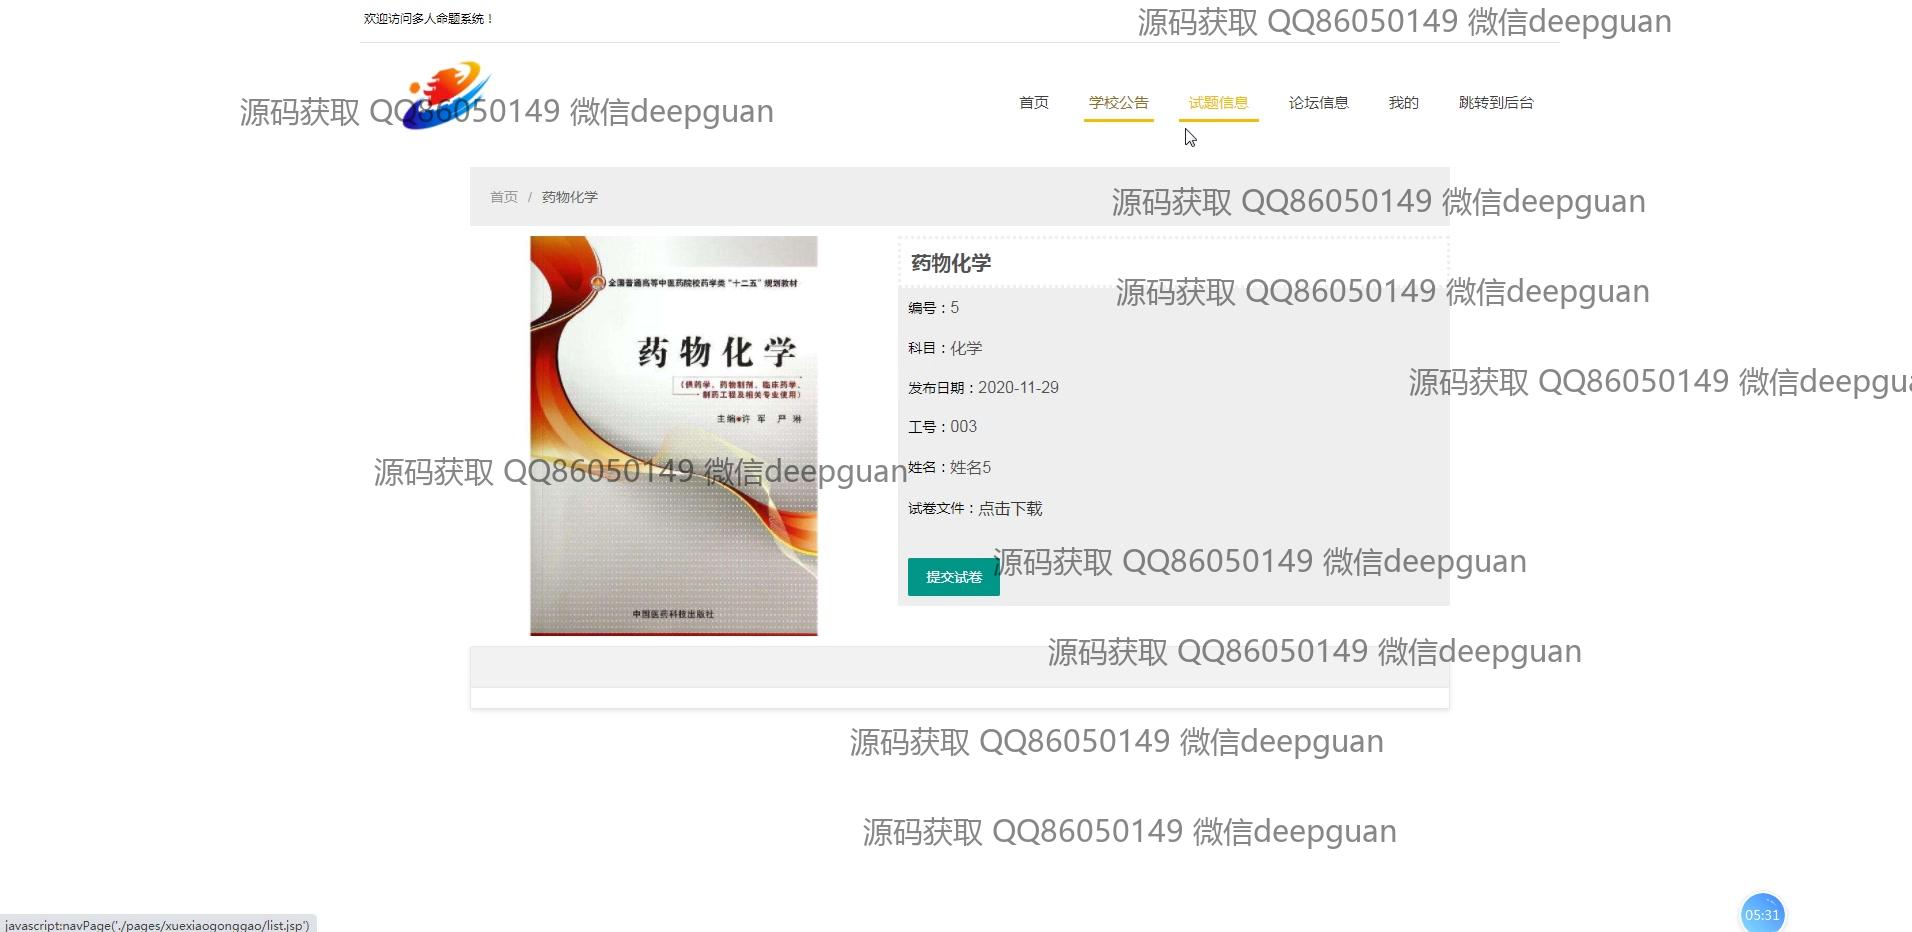 欢迎访问多人命题系统！
源码获取 QQ86050149 微信deepguan
源码获取 QQ86050149 微信deepguan
首页
学校公告
试题信息
论坛信息
我的
跳转到后台
首页 / 药物化学
源码获取 QQ86050149 微信deepguan
全国普通高等中医药院校药学类“十二五”规划教材
药物化学
（供药学、药物制剂、临床药学、
制药工程及相关专业使用）
主编 许军 严琳
中国医药科技出版社
药物化学
源码获取 QQ86050149 微信deepguan
编号：5
科目：化学
发布日期：2020-11-29
源码获取 QQ86050149 微信deepgua
工号：003
姓名：姓名5
源码获取 QQ86050149 微信deepguan
试卷文件：点击下载
提交试卷
源码获取 QQ86050149 微信deepguan
源码获取 QQ86050149 微信deepguan
源码获取 QQ86050149 微信deepguan
源码获取 QQ86050149 微信deepguan
javascript:navPage('./pages/xuexiaogonggao/list.jsp')
05:31